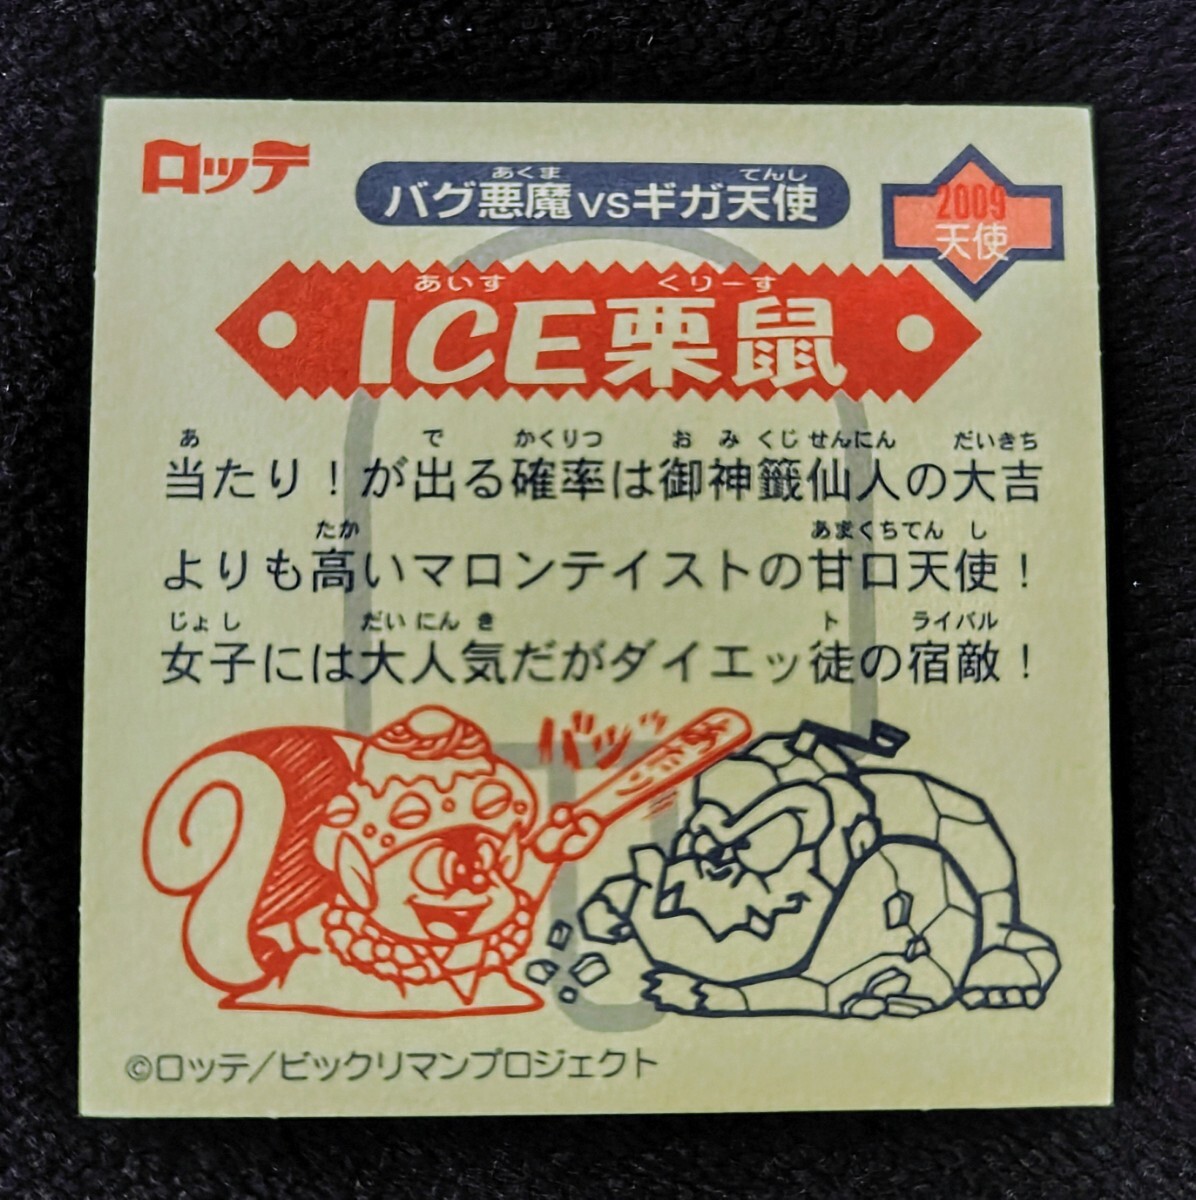 ロッテ
あくま てんし
バグ悪魔vsギガ天使
2009
天使
あいす くりーす
ICE栗鼠
あ で かくりつ おみくじせんにん だいきち
当たり！が出る確率は御神籤仙人の大吉
たか あまくちてんし
よりも高いマロンテイストの甘口天使！
じょし だいにんき ト ライバル
女子には大人気だがダイエッ徒の宿敵！
バッ
©ロッテ/ビックリマンプロジェクト